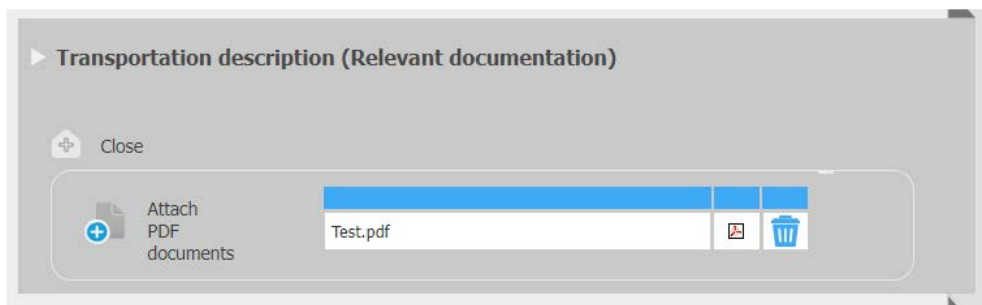 Transportation description (Relevant documentation)
Close
Attach
PDF
documents
Test.pdf